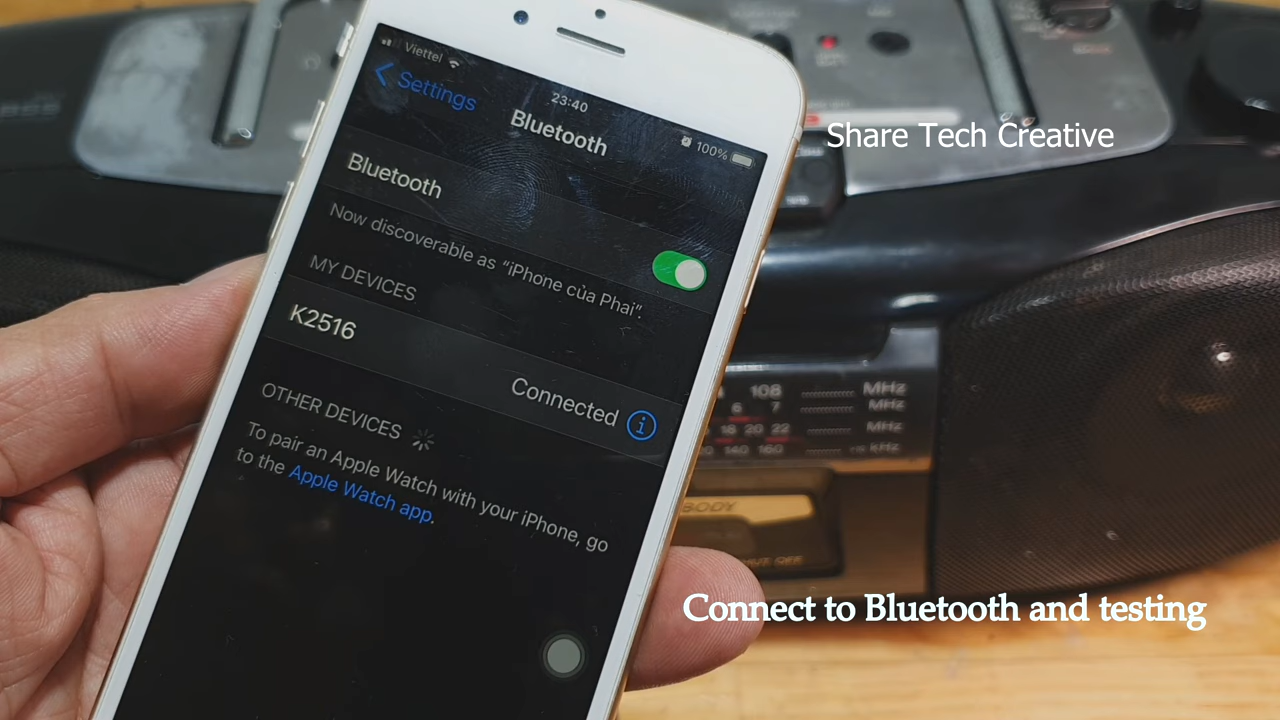 Viettel
23:40
100%
Settings
Bluetooth
Bluetooth
Now discoverable as “iPhone của Phai”.
MY DEVICES
K2516
Connected
OTHER DEVICES
To pair an Apple Watch with your iPhone, go
to the Apple Watch app.
Share Tech Creative
108 MHz
6 7 MHz
18 20 22 MHz
140 160 kHz
BODY
Connect to Bluetooth and testing